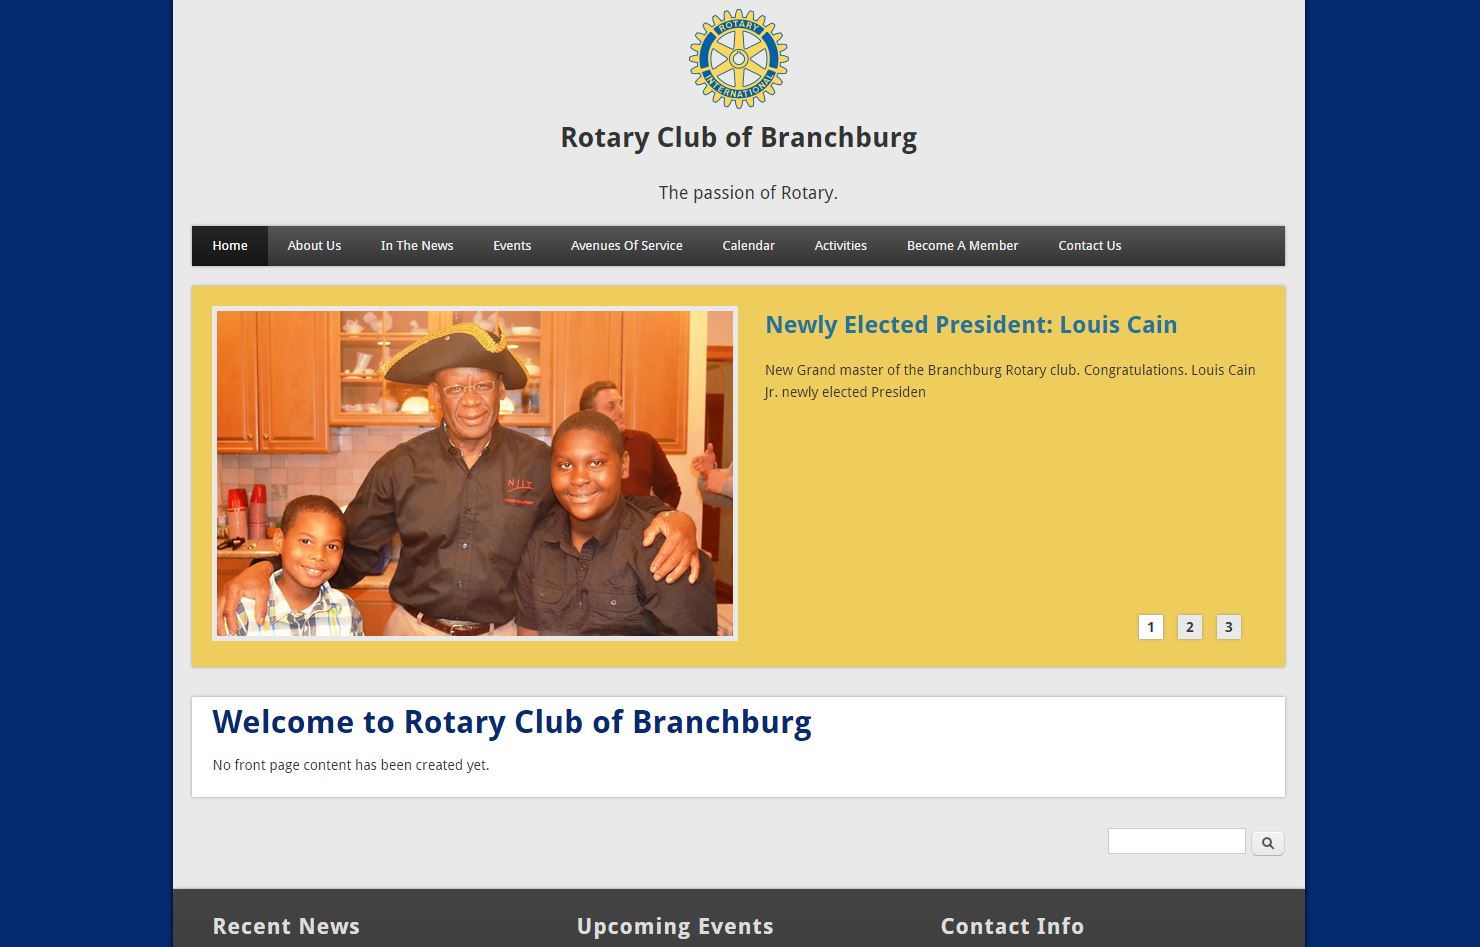 ROTARY
INTERNATIONAL
Rotary Club of Branchburg
The passion of Rotary.
Home About Us In The News Events Avenues Of Service Calendar Activities Become A Member Contact Us
Newly Elected President: Louis Cain
New Grand master of the Branchburg Rotary club. Congratulations. Louis Cain
Jr. newly elected Presiden
NJIT
1 2 3
Welcome to Rotary Club of Branchburg
No front page content has been created yet.
Recent News Upcoming Events Contact Info